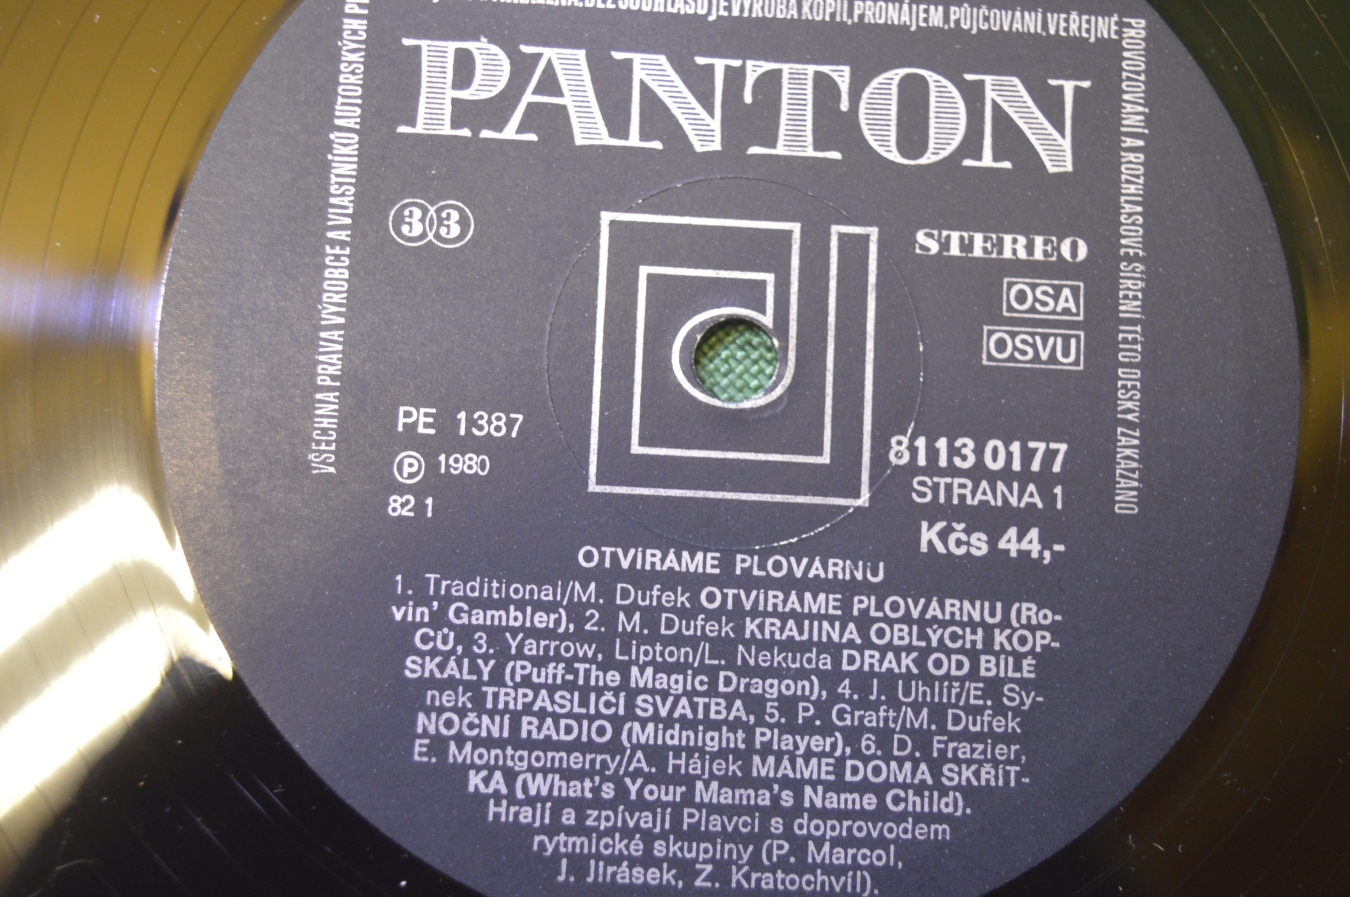 BEZ SOUHLASU JE VÝROBA KOPIÍ, PRONÁJEM, PŮJČOVÁNÍ, VEŘEJNÉ
PROVOZOVÁNÍ A ROZHLASOVÉ ŠÍŘENÍ TÉTO DESKY ZAKÁZÁNO
VŠECHNA PRÁVA VÝROBCE A VLASTNÍKŮ AUTORSKÝCH
PANTON
33
STEREO
OSA
OSVU
PE 1387
Ⓟ 1980
82 1
8113 0177
STRANA 1
Kčs 44,-
OTVÍRÁME PLOVÁRNU
1. Traditional/M. Dufek OTVÍRÁME PLOVÁRNU (Ro-
vin' Gambler), 2. M. Dufek KRAJINA OBLÝCH KOP-
CŮ, 3. Yarrow, Lipton/L. Nekuda DRAK OD BÍLÉ
SKÁLY (Puff-The Magic Dragon), 4. J. Uhlíř/E. Sy-
nek TRPASLIČÍ SVATBA, 5. P. Graft/M. Dufek
NOČNÍ RADIO (Midnight Player), 6. D. Frazier,
E. Montgomerry/A. Hájek MÁME DOMA SKŘÍT-
KA (What's Your Mama's Name Child).
Hrají a zpívají Plavci s doprovodem
rytmické skupiny (P. Marcol,
J. Jirásek, Z. Kratochvíl).